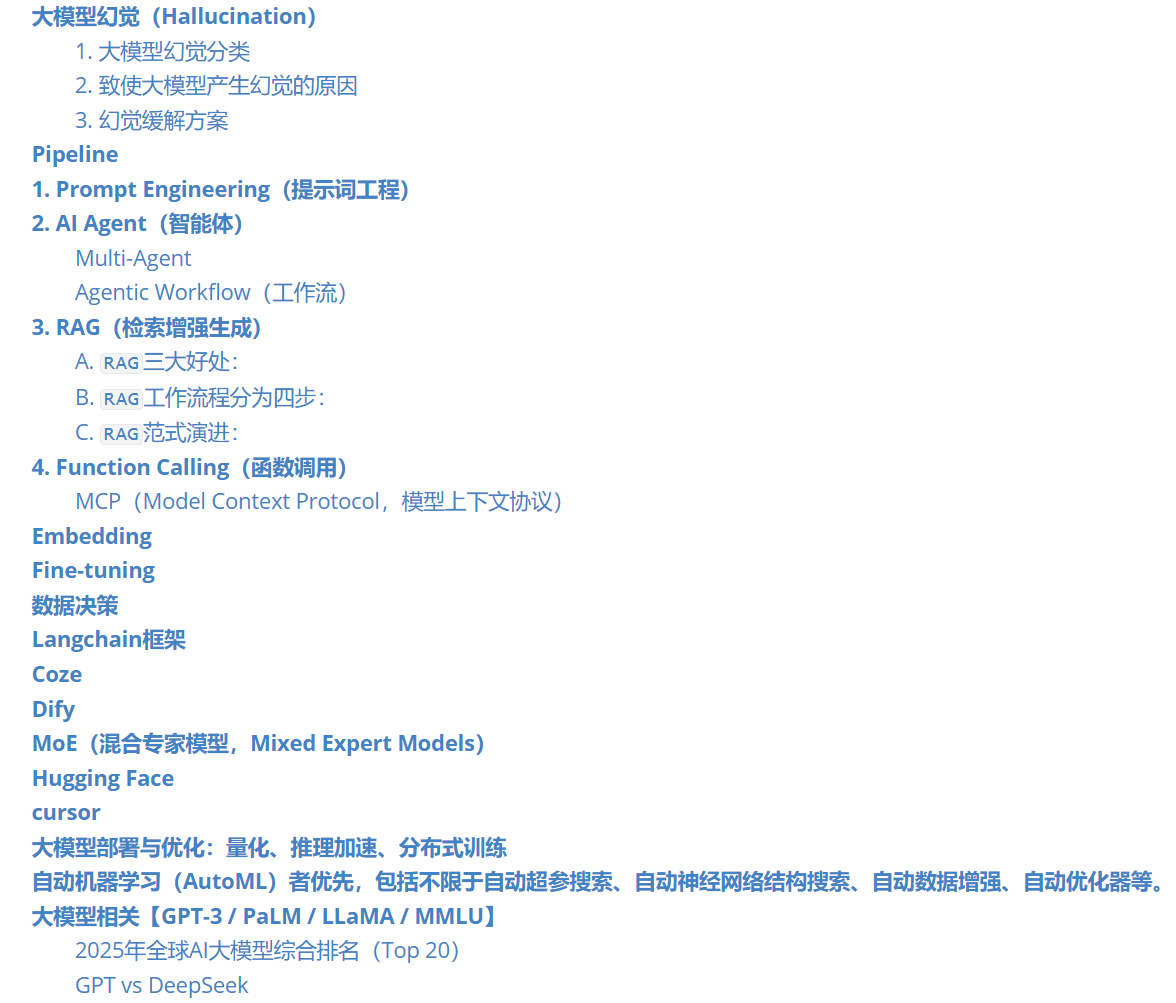 大模型幻觉（Hallucination）
1. 大模型幻觉分类
2. 致使大模型产生幻觉的原因
3. 幻觉缓解方案
Pipeline
1. Prompt Engineering（提示词工程）
2. AI Agent（智能体）
Multi-Agent
Agentic Workflow（工作流）
3. RAG（检索增强生成）
A. RAG三大好处：
B. RAG工作流程分为四步：
C. RAG范式演进：
4. Function Calling（函数调用）
MCP（Model Context Protocol，模型上下文协议）
Embedding
Fine-tuning
数据决策
Langchain框架
Coze
Dify
MoE（混合专家模型，Mixed Expert Models）
Hugging Face
cursor
大模型部署与优化：量化、推理加速、分布式训练
自动机器学习（AutoML）者优先，包括不限于自动超参搜索、自动神经网络结构搜索、自动数据增强、自动优化器等。
大模型相关【GPT-3 / PaLM / LLaMA / MMLU】
2025年全球AI大模型综合排名（Top 20）
GPT vs DeepSeek